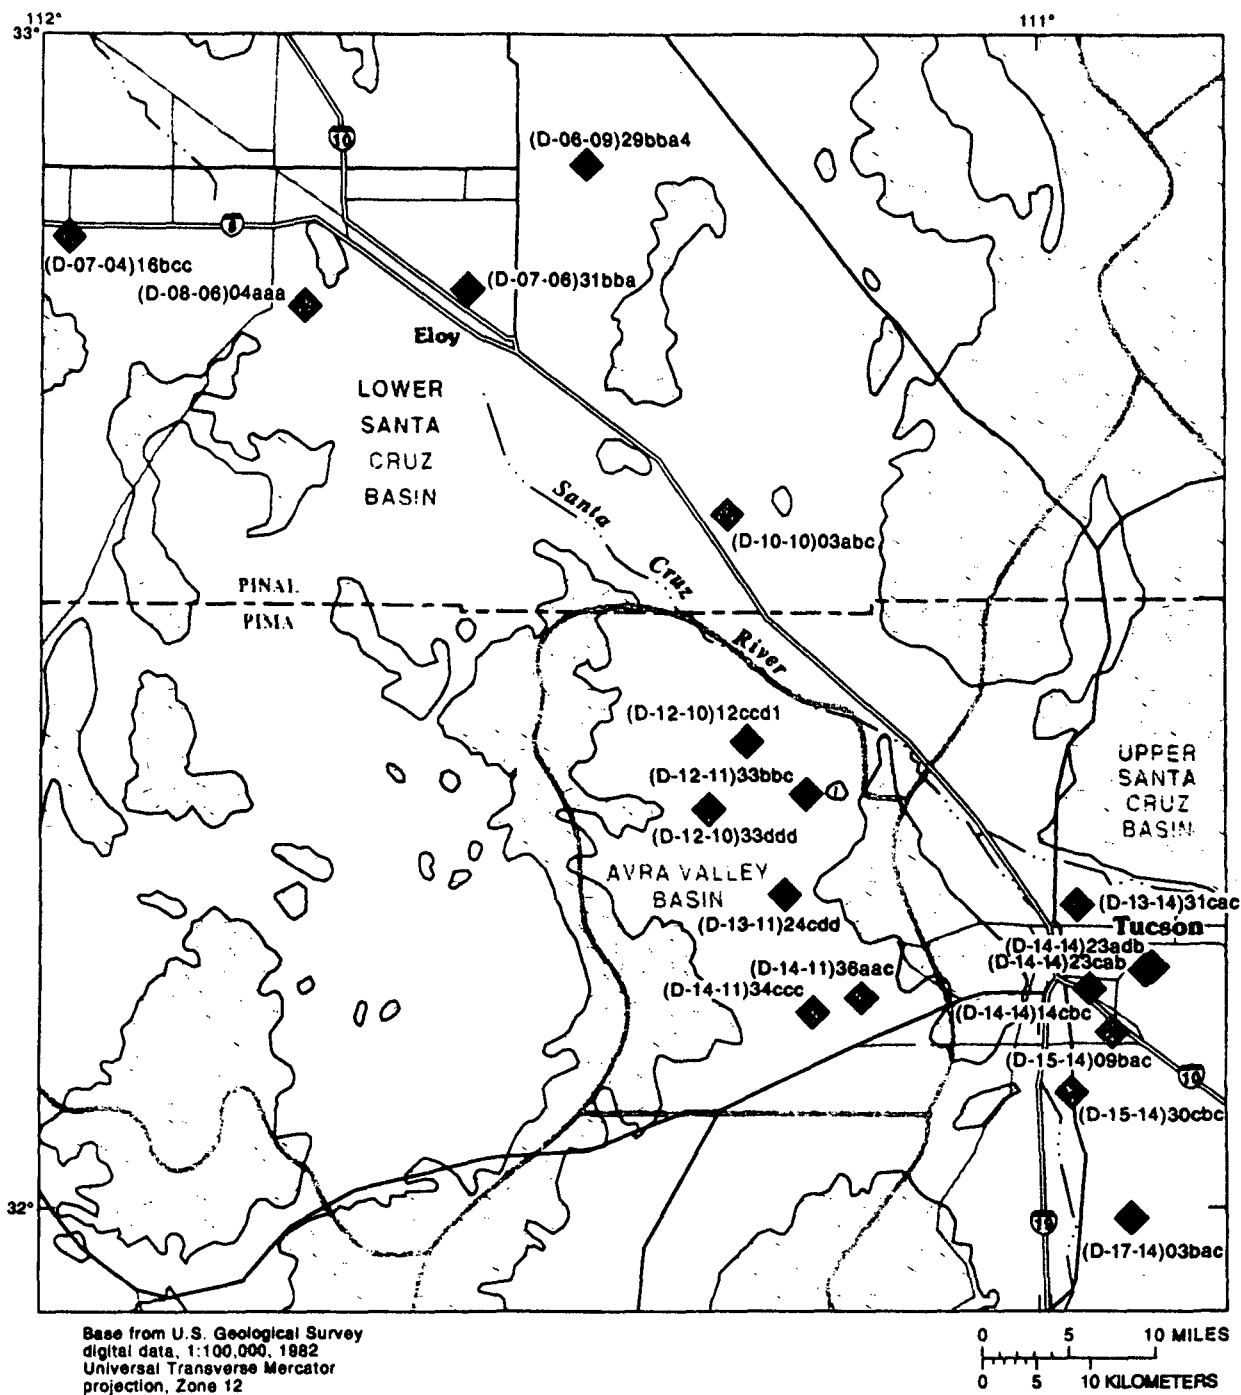 112°
111°
33°
10
(D-06-09)29bba4
8
(D-07-04)16bcc
(D-07-06)31bba
(D-08-06)04aaa
Eloy
LOWER
SANTA
CRUZ
BASIN
Santa
(D-10-10)03abc
Cruz
PINAL
PIMA
River
(D-12-10)12ccd1
UPPER
SANTA
CRUZ
BASIN
(D-12-11)33bbc
(D-12-10)33ddd
AVRA VALLEY
BASIN
(D-13-14)31cac
(D-13-11)24cdd
Tucson
(D-14-14)23adb
(D-14-14)23cab
(D-14-11)36aac
(D-14-11)34ccc
(D-14-14)14cbc
(D-15-14)09bac
10
(D-15-14)30cbc
32°
19
(D-17-14)03bac
Base from U.S. Geological Survey
digital data, 1:100,000, 1982
Universal Transverse Mercator
projection, Zone 12
0 5 10 MILES
0 5 10 KILOMETERS